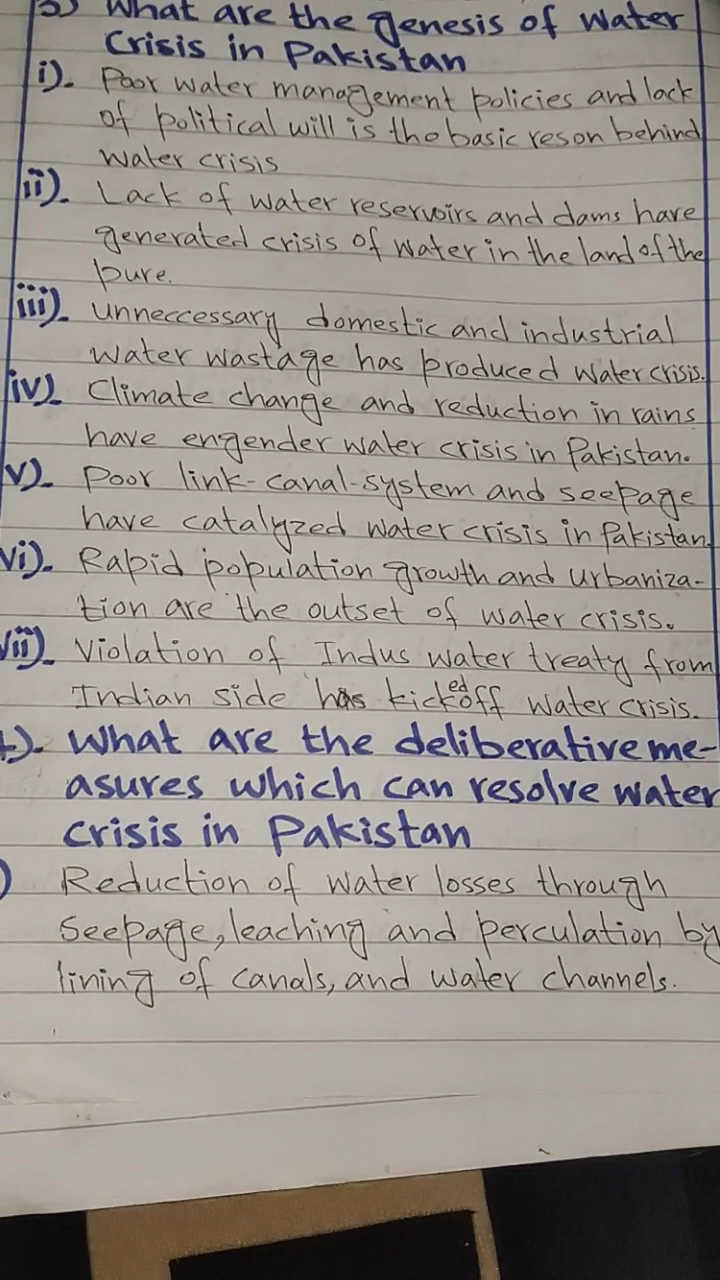 3) What are the genesis of water
Crisis in Pakistan
i). Poor water management policies and lack
of political will is the basic reson behind
water crisis
ii). Lack of water reservoirs and dams have
generated crisis of water in the land of the
pure.
iii). unneccessary domestic and industrial
water wastage has produced water crisis.
iv). Climate change and reduction in rains
have engender water crisis in Pakistan.
v). Poor link-canal-system and seepage
have catalyzed water crisis in Pakistan.
vi). Rapid population growth and urbaniza-
tion are the outset of water crisis.
vii). Violation of Indus water treaty from
Indian side has kickedoff water crisis.
). What are the deliberative me-
asures which can resolve water
crisis in Pakistan
) Reduction of water losses through
seepage, leaching and perculation by
lining of canals, and water channels.